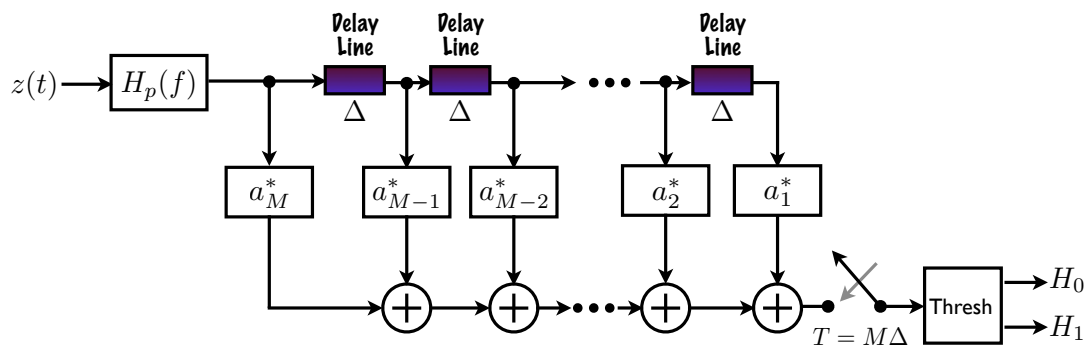 Delay Line
Delay Line
Delay Line
z(t)
H_p(f)
Δ
Δ
Δ
a*_M
a*_{M-1}
a*_{M-2}
a*_2
a*_1
T = MΔ
Thresh
H_0
H_1